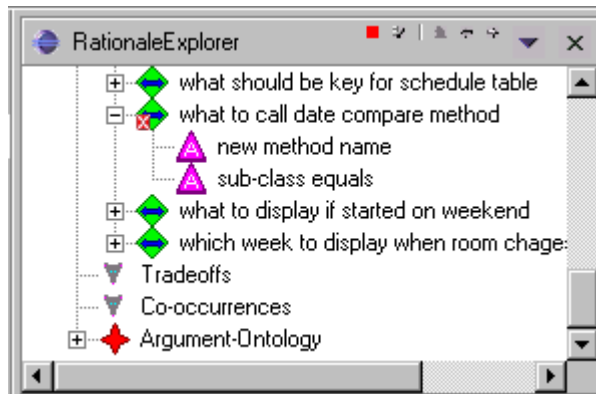 RationaleExplorer
what should be key for schedule table
what to call date compare method
A new method name
A sub-class equals
what to display if started on weekend
which week to display when room chage
Tradeoffs
Co-occurrences
Argument-Ontology